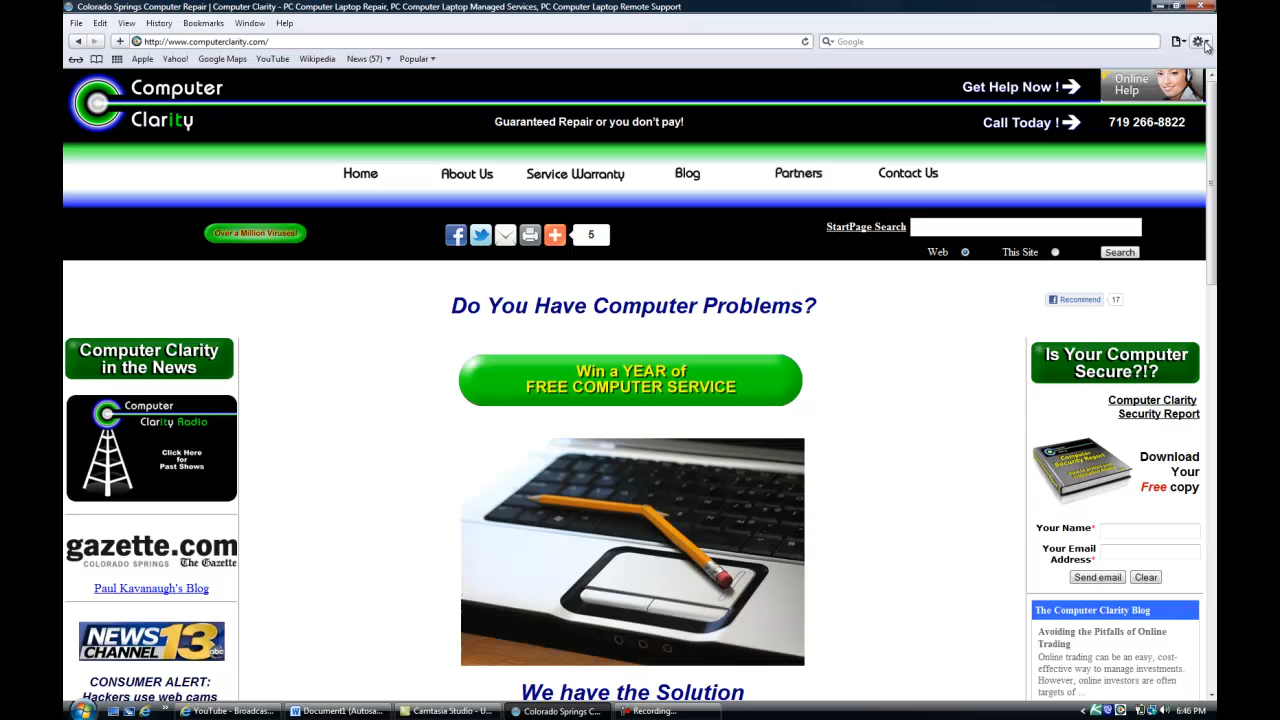 Colorado Springs Computer Repair | Computer Clarity - PC Computer Laptop Repair, PC Computer Laptop Managed Services, PC Computer Laptop Remote Support
File Edit View History Bookmarks Window Help
http://www.computerclarity.com/
Google
Apple Yahoo! Google Maps YouTube Wikipedia News (57) Popular
Computer
Clarity
Guaranteed Repair or you don't pay!
Get Help Now !
Online
Help
Call Today !
719 266-8822
Home About Us Service Warranty Blog Partners Contact Us
Over a Million Viruses!
5
StartPage Search
Web This Site Search
Do You Have Computer Problems?
Recommend 17
Computer Clarity
in the News
Win a YEAR of
FREE COMPUTER SERVICE
Is Your Computer
Secure?!?
Computer
Clarity Radio
Click Here
for
Past Shows
Computer Clarity
Security Report
Computer
Security Report
Download
Your
Free copy
gazette.com
COLORADO SPRINGS The Gazette
Paul Kavanaugh's Blog
Your Name*
Your Email
Address*
Send email Clear
NEWS 13
CHANNEL abc
CONSUMER ALERT:
Hackers use web cams
The Computer Clarity Blog
Avoiding the Pitfalls of Online
Trading
Online trading can be an easy, cost-
effective way to manage investments.
However, online investors are often
targets of ...
We have the Solution
YouTube - Broadcas... Document1 (Autosa... Camtasia Studio - U... Colorado Springs C... Recording...
6:46 PM